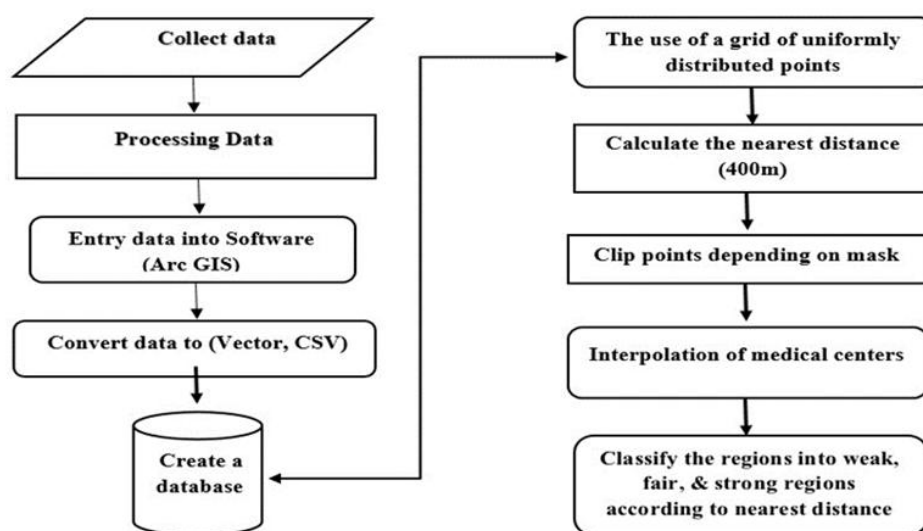 Collect data
Processing Data
Entry data into Software
(Arc GIS)
Convert data to (Vector, CSV)
Create a
database
The use of a grid of uniformly
distributed points
Calculate the nearest distance
(400m)
Clip points depending on mask
Interpolation of medical centers
Classify the regions into weak,
fair, & strong regions
according to nearest distance